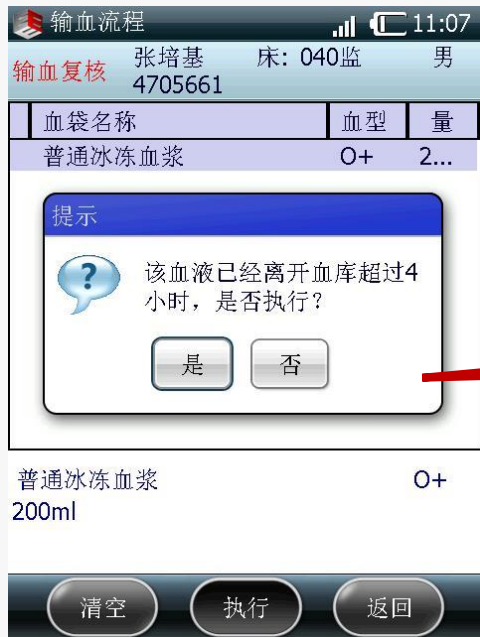 输血流程 11:07
输血复核 张培基 床: 040监 男
4705661
血袋名称 血型 量
普通冰冻血浆 O+ 2...
提示
该血液已经离开血库超过4
小时，是否执行?
是 否
普通冰冻血浆 O+
200ml
清空 执行 返回